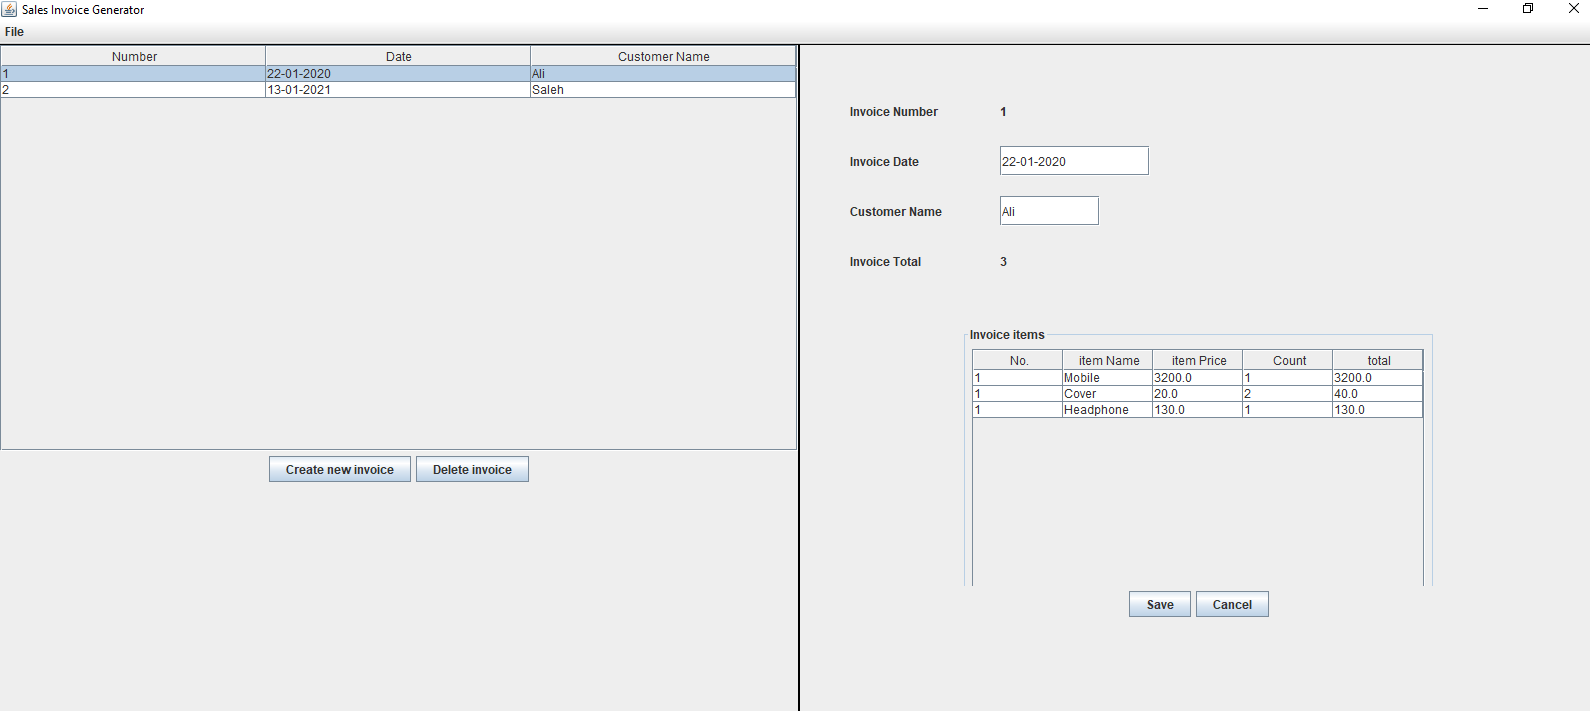 Sales Invoice Generator
File
Number Date Customer Name
1 22-01-2020 Ali
2 13-01-2021 Saleh
Create new invoice Delete invoice
Invoice Number 1
Invoice Date 22-01-2020
Customer Name Ali
Invoice Total 3
Invoice items
No. item Name item Price Count total
1 Mobile 3200.0 1 3200.0
1 Cover 20.0 2 40.0
1 Headphone 130.0 1 130.0
Save Cancel